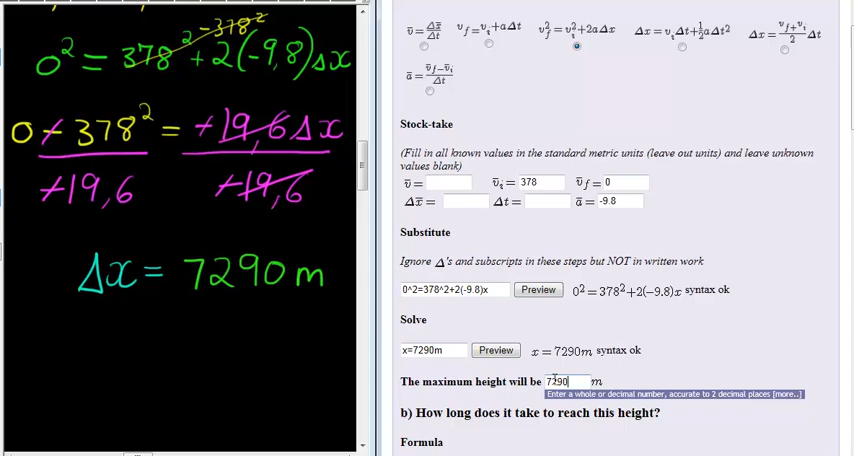 0² = 378² - 378² + 2(-9,8)Δx
0 - 378² = -19,6Δx
-19,6 -19,6
Δx = 7290 m
v̄ = Δx̄/Δt v_f = v_i + aΔt v_f² = v_i² + 2aΔx Δx = v_iΔt + ½aΔt² Δx = (v_f + v_i)/2 Δt
ā = (v̄_f - v̄_i)/Δt
Stock-take
(Fill in all known values in the standard metric units (leave out units) and leave unknown
values blank)
v̄ = v̄_i = 378 v̄_f = 0
Δx̄ = Δt = ā = -9.8
Substitute
Ignore Δ's and subscripts in these steps but NOT in written work
0^2=378^2+2(-9.8)x Preview 0² = 378² + 2(-9.8)x syntax ok
Solve
x=7290m Preview x = 7290m syntax ok
The maximum height will be 7290 m
Enter a whole or decimal number, accurate to 2 decimal places [more..]
b) How long does it take to reach this height?
Formula